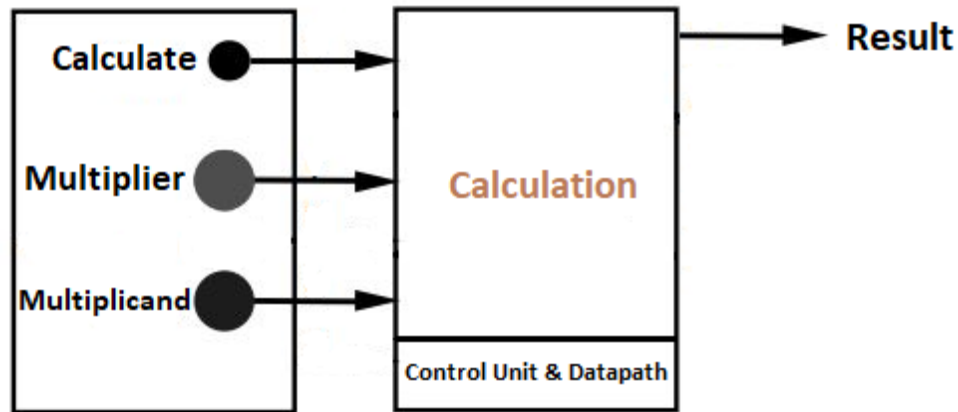 Calculate
Multiplier
Multiplicand
Calculation
Control Unit & Datapath
Result